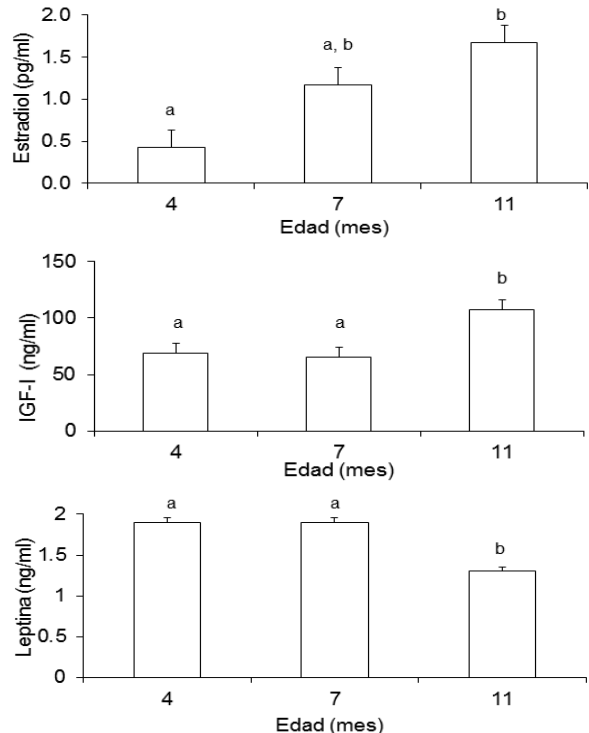 Estradiol (pg/ml)
2.0
1.5
1.0
0.5
0.0
a
a, b
b
4
7
11
Edad (mes)
IGF-I (ng/ml)
150
100
50
0
a
a
b
4
7
11
Edad (mes)
Leptina (ng/ml)
2
1.5
1
0.5
0
a
a
b
4
7
11
Edad (mes)